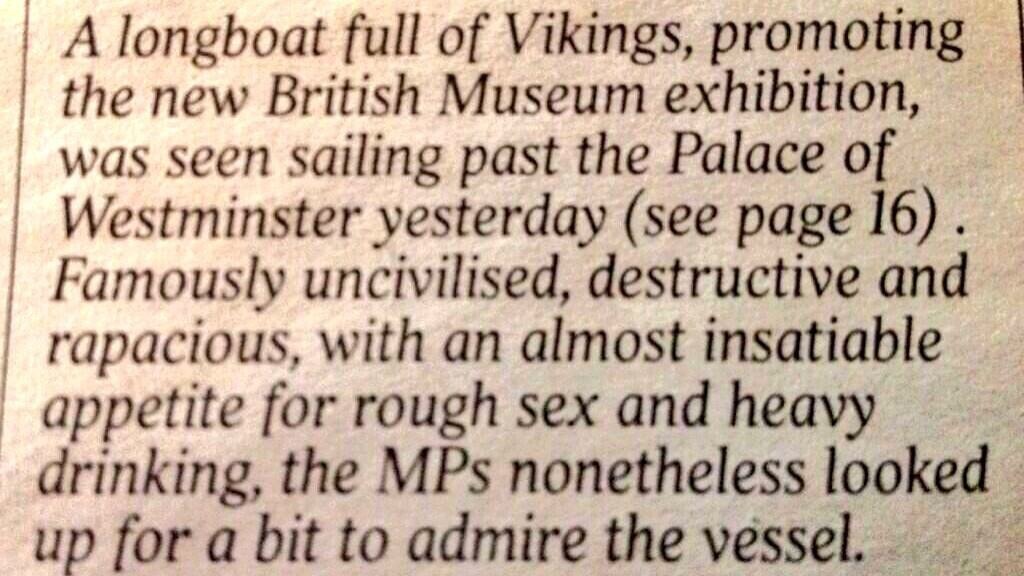 A longboat full of Vikings, promoting
the new British Museum exhibition,
was seen sailing past the Palace of
Westminster yesterday (see page 16) .
Famously uncivilised, destructive and
rapacious, with an almost insatiable
appetite for rough sex and heavy
drinking, the MPs nonetheless looked
up for a bit to admire the vessel.